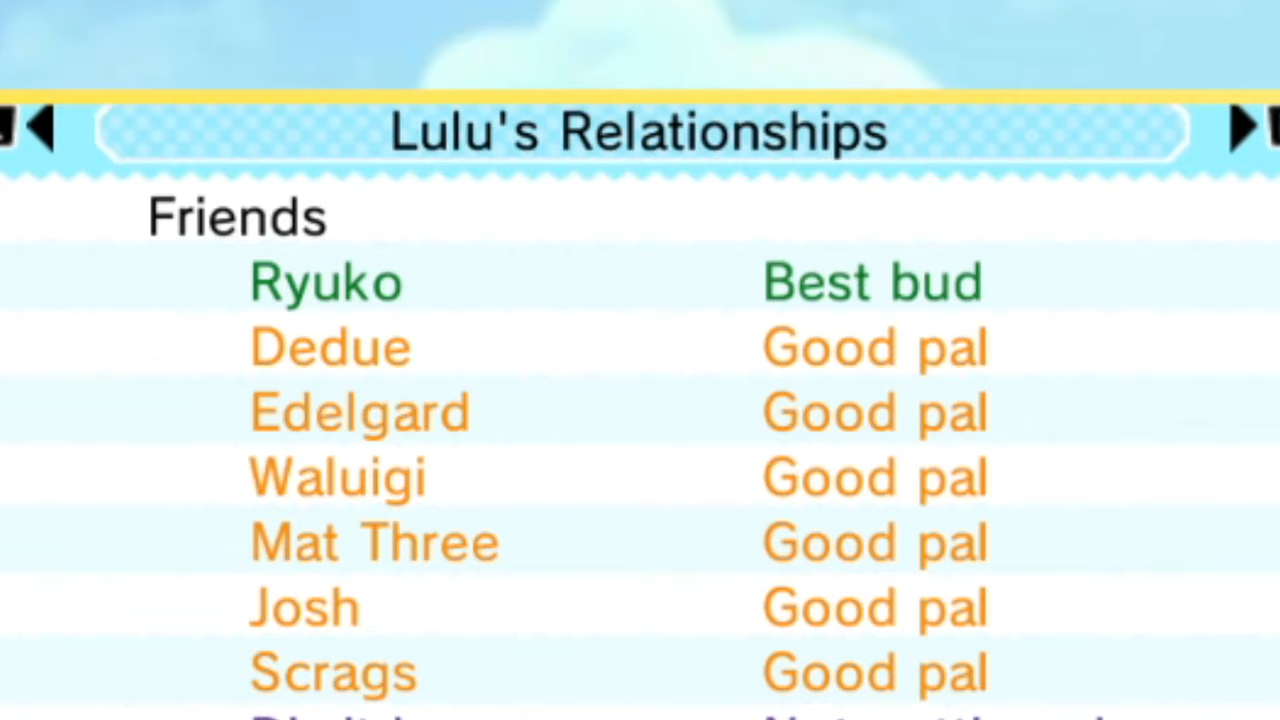 Lulu's Relationships
Friends
Ryuko Best bud
Dedue Good pal
Edelgard Good pal
Waluigi Good pal
Mat Three Good pal
Josh Good pal
Scrags Good pal